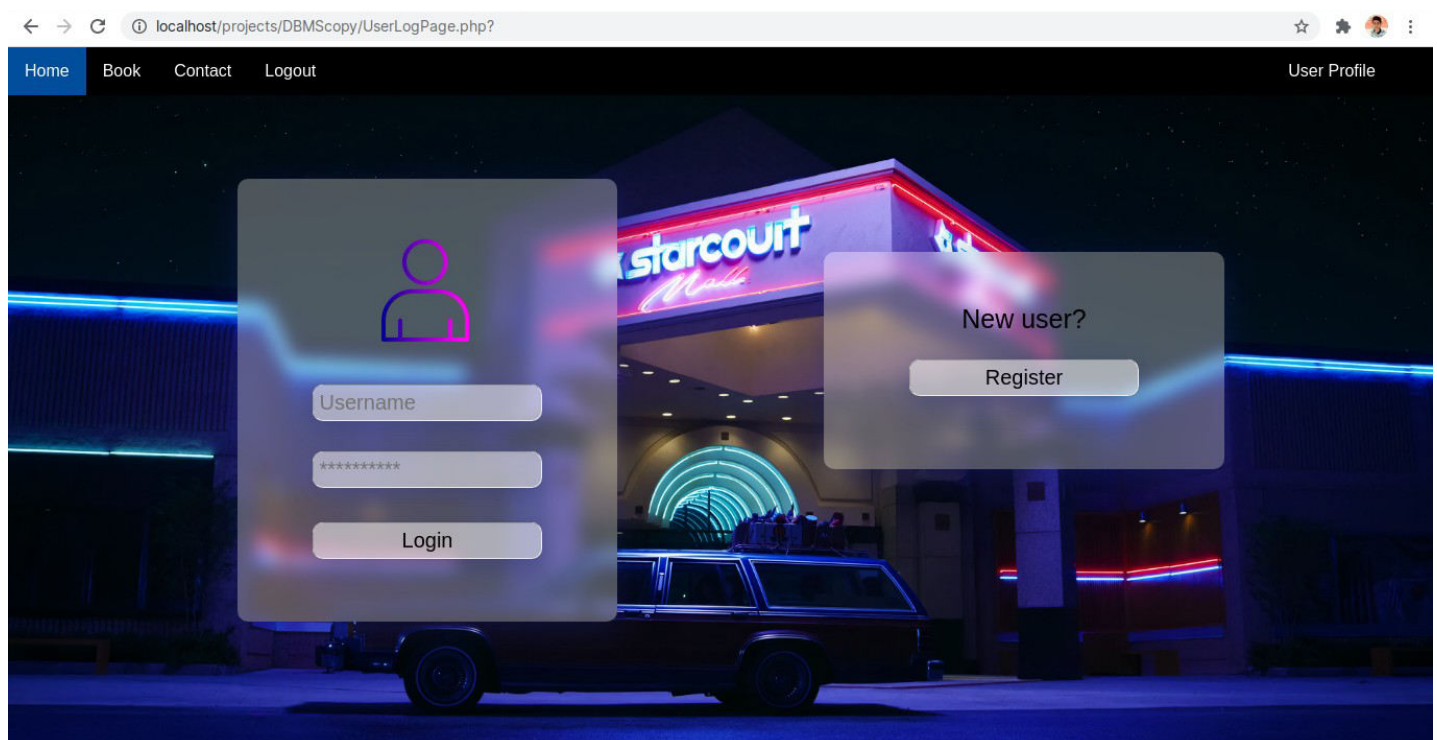 localhost/projects/DBMScopy/UserLogPage.php?
Home Book Contact Logout User Profile
starcourt
Mall
New user?
Register
Username
**********
Login